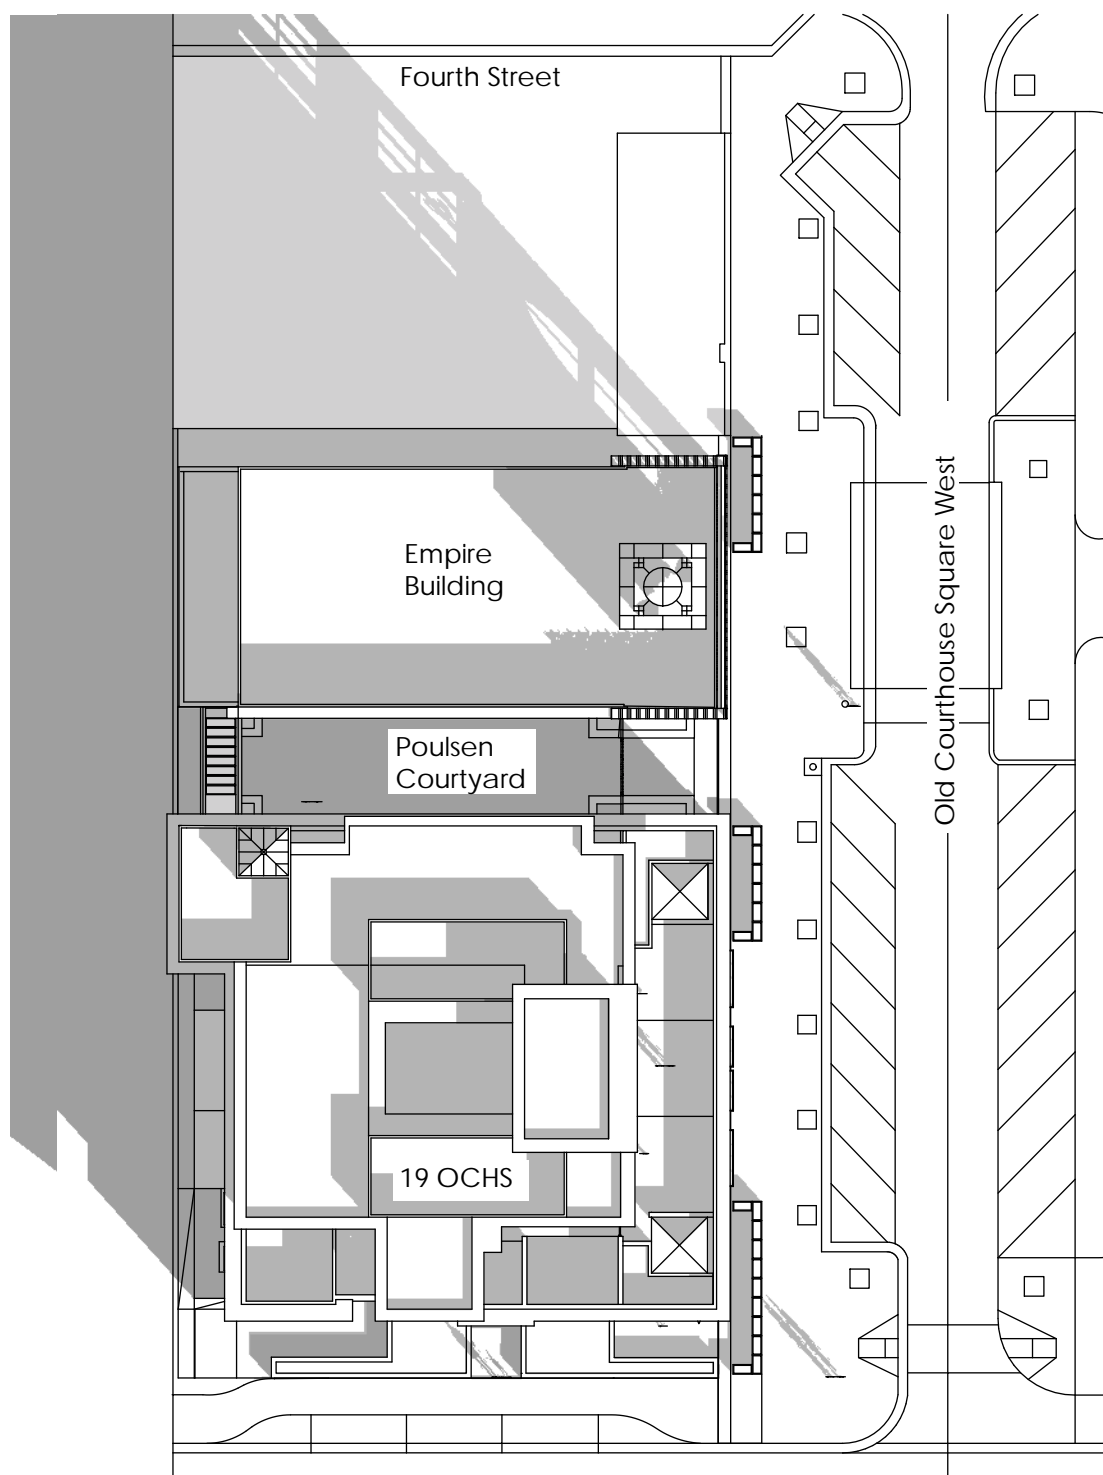 Fourth Street
Empire
Building
Old Courthouse Square West
Poulsen
Courtyard
19 OCHS